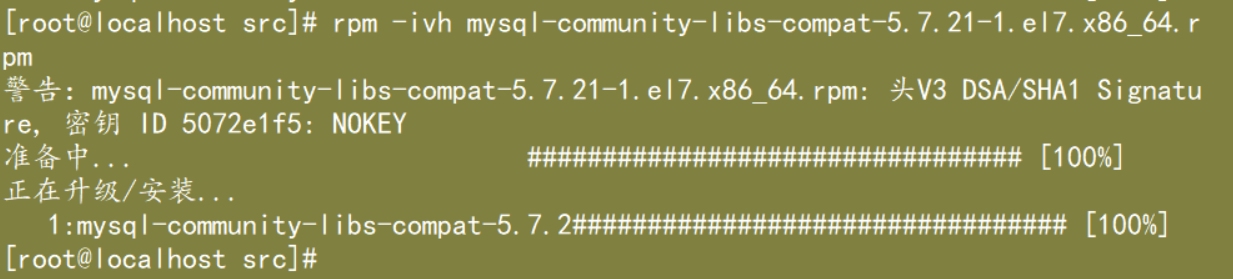 [root@localhost src]# rpm -ivh mysql-community-libs-compat-5.7.21-1.el7.x86_64.r
pm
警告：mysql-community-libs-compat-5.7.21-1.el7.x86_64.rpm: 头V3 DSA/SHA1 Signatu
re, 密钥 ID 5072e1f5: NOKEY
准备中... ################################# [100%]
正在升级/安装...
1:mysql-community-libs-compat-5.7.2################################# [100%]
[root@localhost src]#